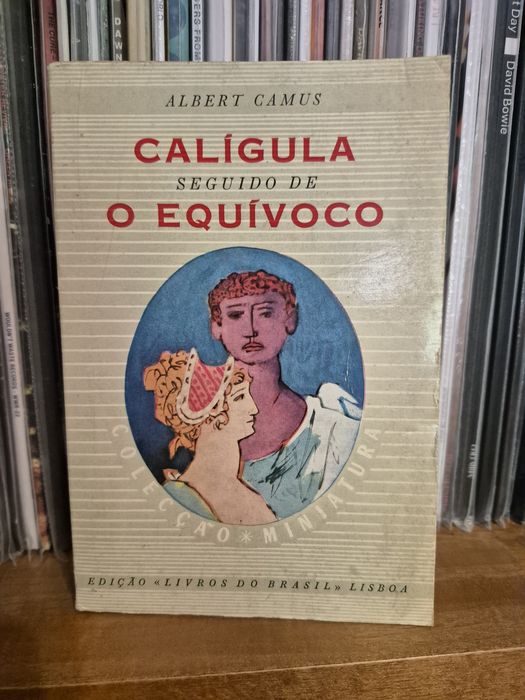 ALBERT CAMUS
CALÍGULA
SEGUIDO DE
O EQUÍVOCO
COLECÇÃO * MINIATURA
EDIÇÃO «LIVROS DO BRASIL» LISBOA
David Bowie